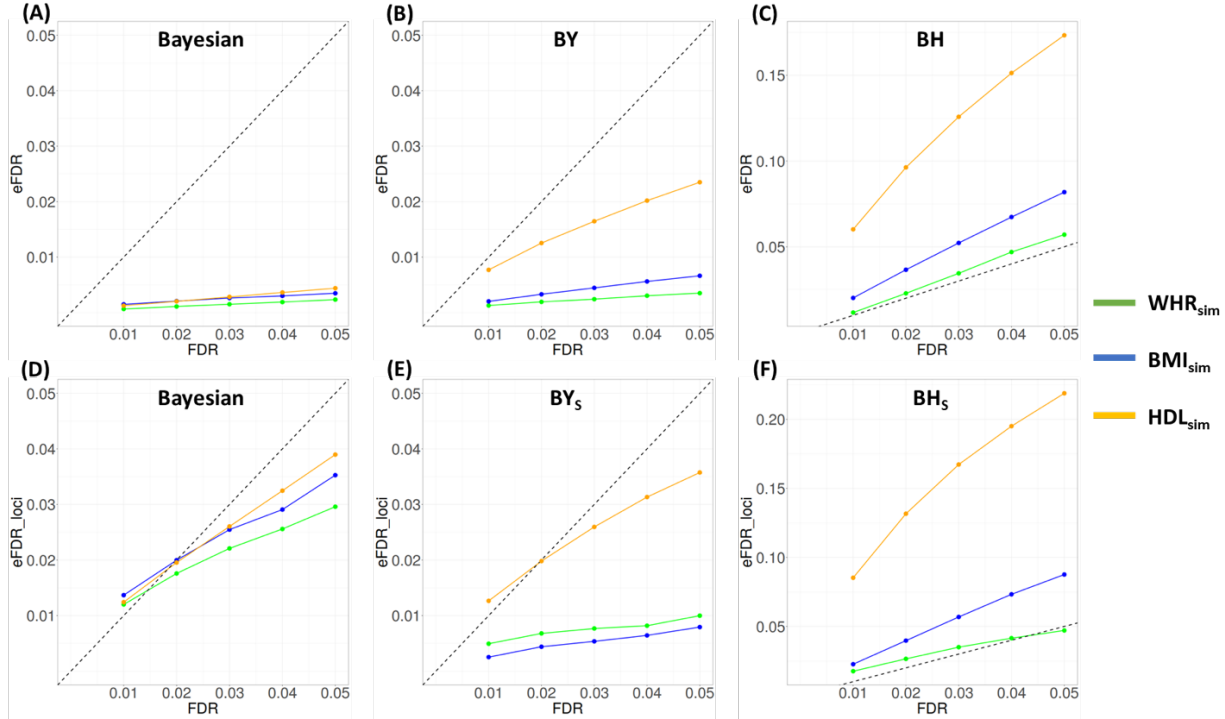 (A)
Bayesian
0.05
0.04
0.03
0.02
0.01
eFDR
0.01 0.02 0.03 0.04 0.05
FDR
(B)
BY
0.05
0.04
0.03
0.02
0.01
eFDR
0.01 0.02 0.03 0.04 0.05
FDR
(C)
BH
0.15
0.10
0.05
eFDR
0.01 0.02 0.03 0.04 0.05
FDR
(D)
Bayesian
0.05
0.04
0.03
0.02
0.01
eFDR_loci
0.01 0.02 0.03 0.04 0.05
FDR
(E)
BYS
0.05
0.04
0.03
0.02
0.01
eFDR_loci
0.01 0.02 0.03 0.04 0.05
FDR
(F)
BHS
0.20
0.15
0.10
0.05
eFDR_loci
0.01 0.02 0.03 0.04 0.05
FDR
WHRsim
BMIsim
HDLsim